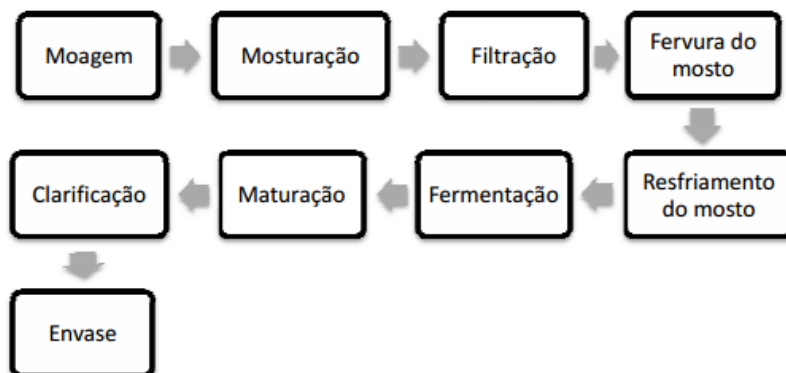 Moagem
Mosturação
Filtração
Fervura do
mosto
Resfriamento
do mosto
Fermentação
Maturação
Clarificação
Envase